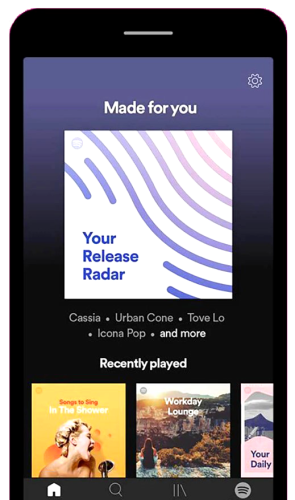 Made for you
Your
Release
Radar
Cassia • Urban Cone • Tove Lo
• Icona Pop • and more
Recently played
Songs to Sing
In The Shower
Workday
Lounge
Your
Daily